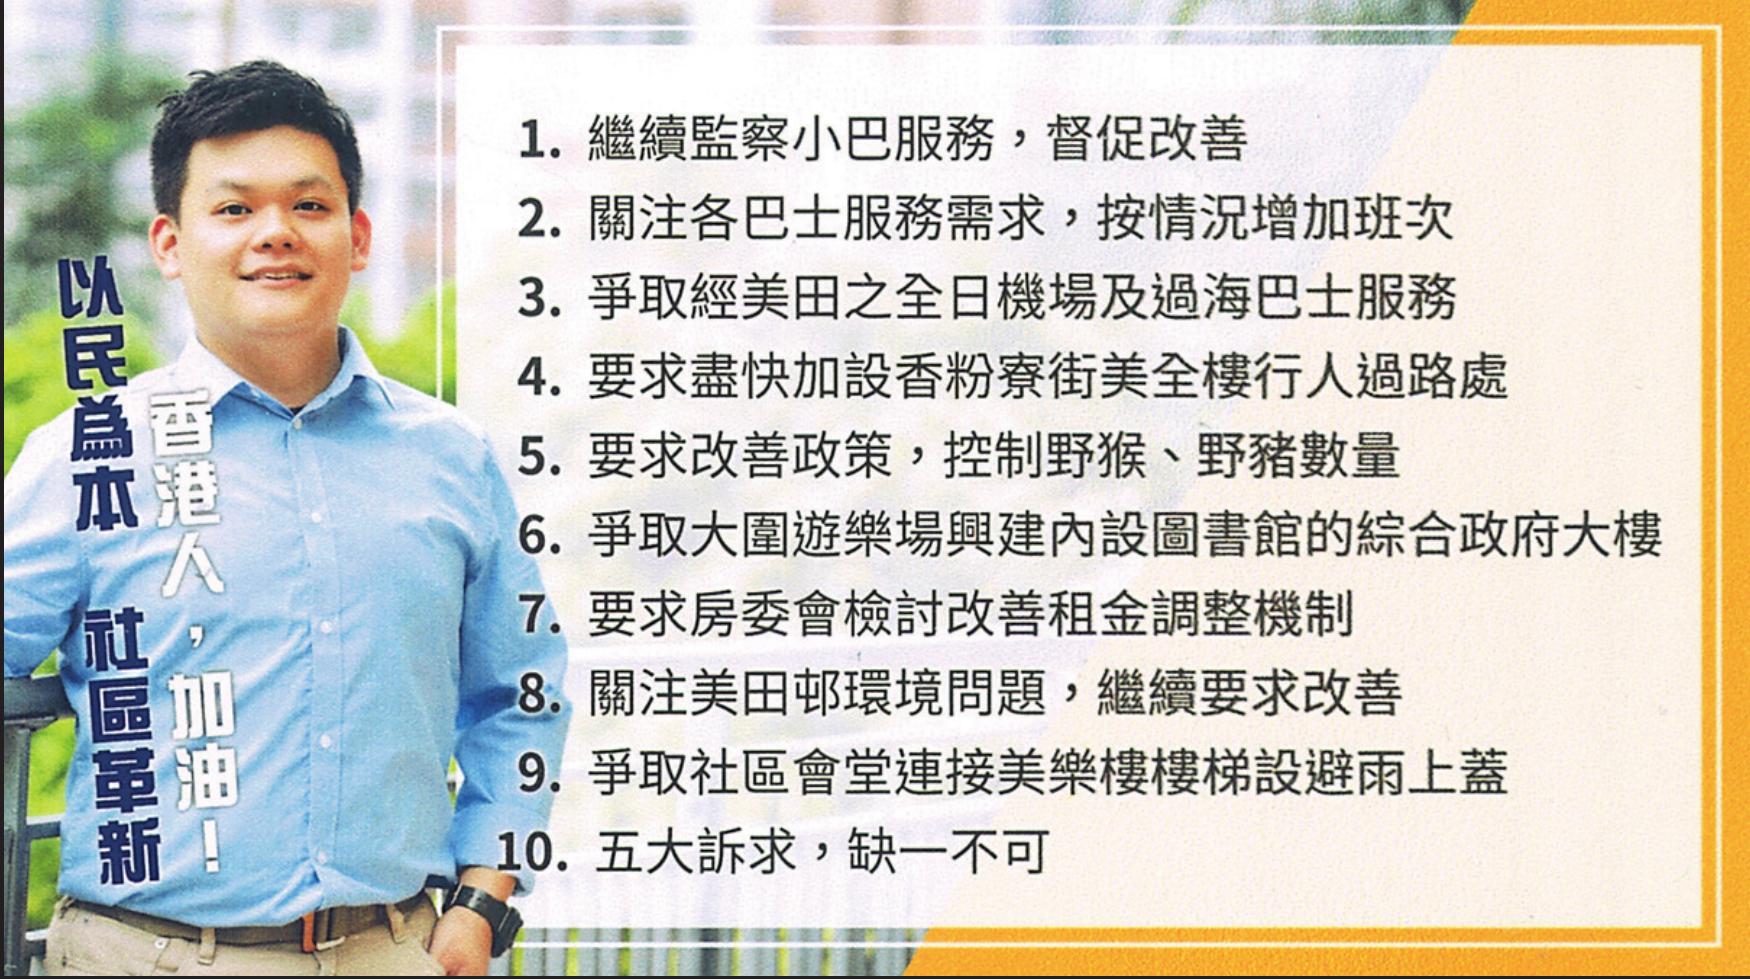 以民為本 社區革新
香港人，加油！
1. 繼續監察小巴服務，督促改善
2. 關注各巴士服務需求，按情況增加班次
3. 爭取經美田之全日機場及過海巴士服務
4. 要求盡快加設香粉寮街美全樓行人過路處
5. 要求改善政策，控制野猴、野豬數量
6. 爭取大圍遊樂場興建內設圖書館的綜合政府大樓
7. 要求房委會檢討改善租金調整機制
8. 關注美田邨環境問題，繼續要求改善
9. 爭取社區會堂連接美樂樓樓梯設避雨上蓋
10. 五大訴求，缺一不可